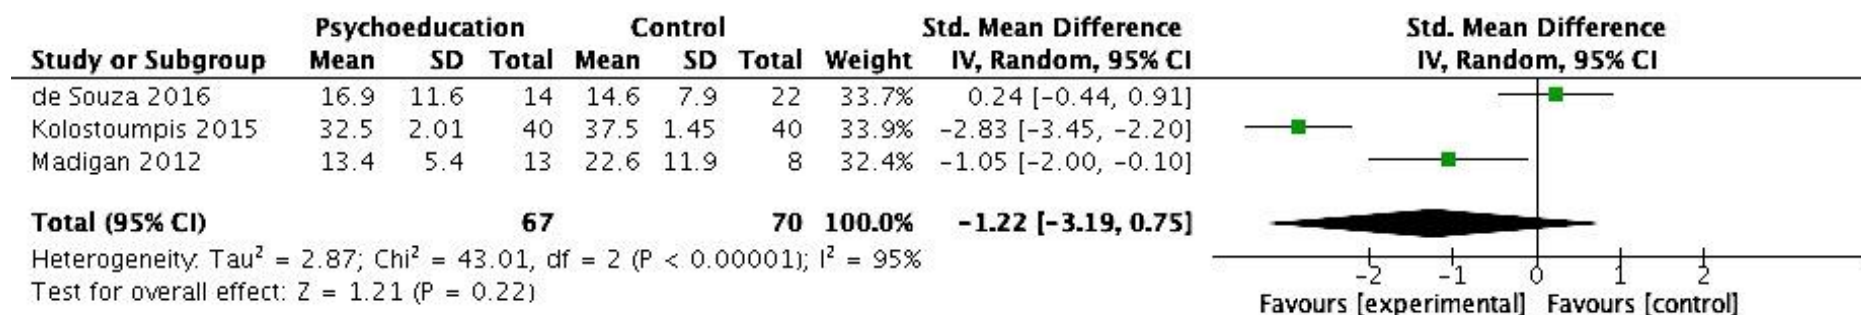 Psychoeducation Control Std. Mean Difference Std. Mean Difference
Study or Subgroup Mean SD Total Mean SD Total Weight IV, Random, 95% CI IV, Random, 95% CI
de Souza 2016 16.9 11.6 14 14.6 7.9 22 33.7% 0.24 [-0.44, 0.91]
Kolostoumpis 2015 32.5 2.01 40 37.5 1.45 40 33.9% -2.83 [-3.45, -2.20]
Madigan 2012 13.4 5.4 13 22.6 11.9 8 32.4% -1.05 [-2.00, -0.10]
Total (95% CI) 67 70 100.0% -1.22 [-3.19, 0.75]
Heterogeneity: Tau² = 2.87; Chi² = 43.01, df = 2 (P < 0.00001); I² = 95%
Test for overall effect: Z = 1.21 (P = 0.22)
-2 -1 0 1 2
Favours [experimental] Favours [control]